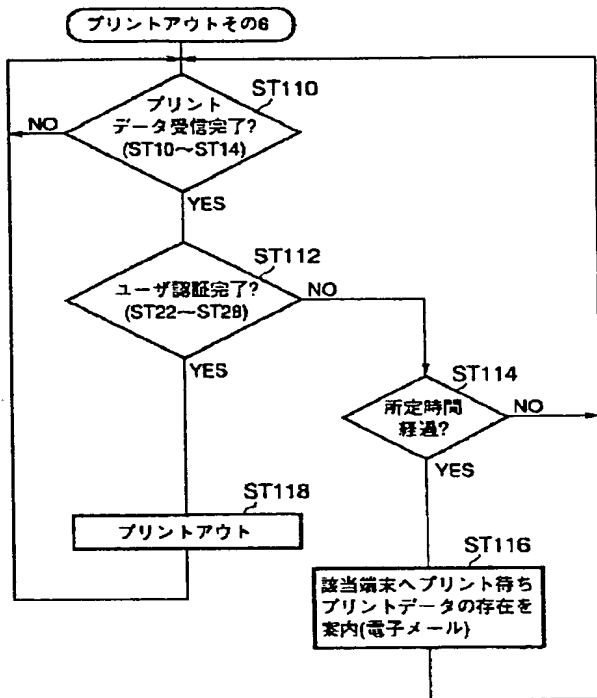 プリントアウトその6
ST110
プリント
データ受信完了?
(ST10~ST14)
NO
YES
ST112
ユーザ認証完了?
(ST22~ST28)
NO
YES
ST114
所定時間
経過?
NO
YES
ST118
プリントアウト
ST116
該当端末へプリント待ち
プリントデータの存在を
案内(電子メール)